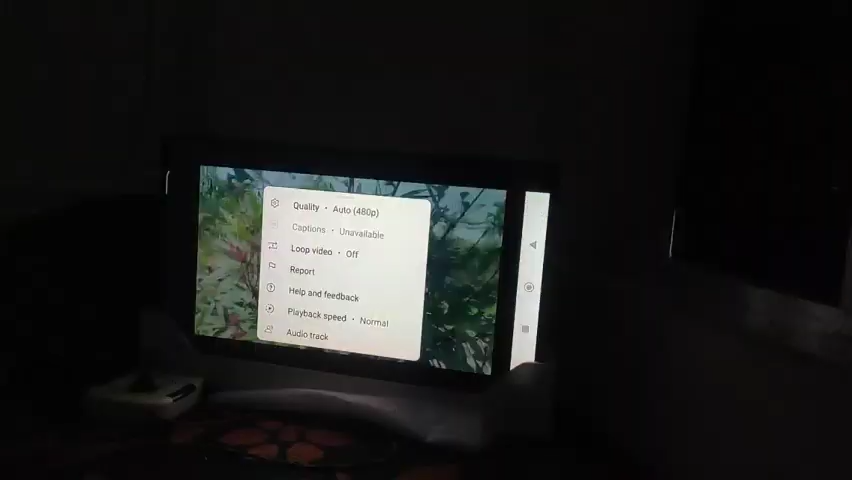 Quality • Auto (480p)
Captions • Unavailable
Loop video • Off
Report
Help and feedback
Playback speed • Normal
Audio track